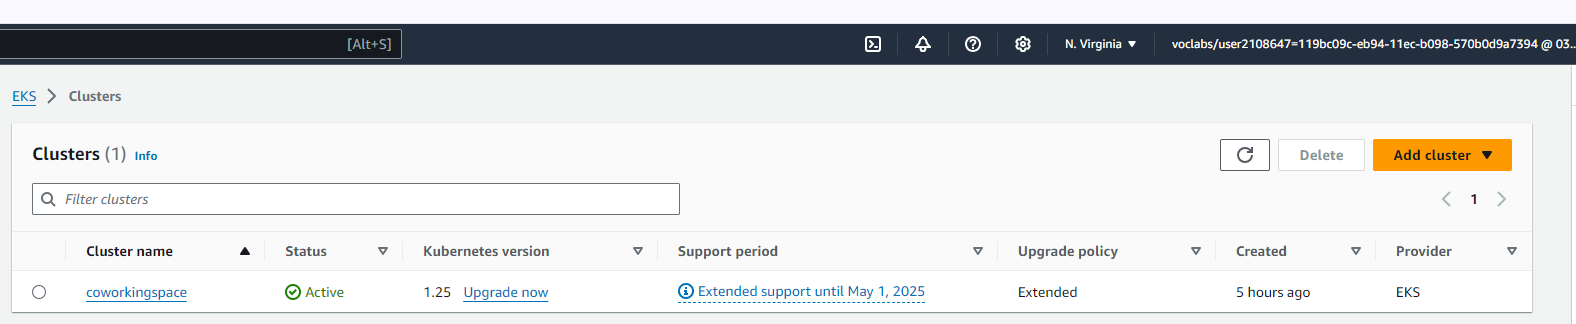 [Alt+S] N. Virginia voclabs/user2108647=119bc09c-eb94-11ec-b098-570b0d9a7394 @ 03...
EKS Clusters
Clusters (1) Info Delete Add cluster
Filter clusters 1
Cluster name Status Kubernetes version Support period Upgrade policy Created Provider
coworkingspace Active 1.25 Upgrade now Extended support until May 1, 2025 Extended 5 hours ago EKS